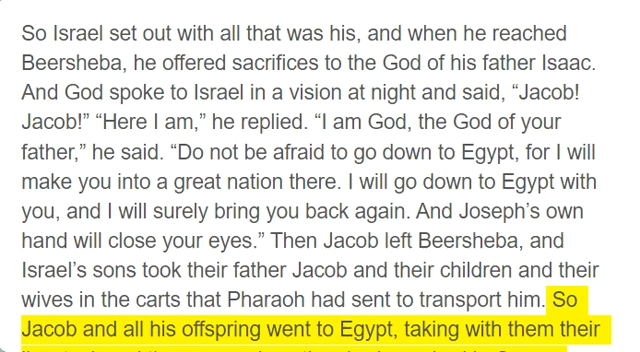 So Israel set out with all that was his, and when he reached
Beersheba, he offered sacrifices to the God of his father Isaac.
And God spoke to Israel in a vision at night and said, “Jacob!
Jacob!” “Here I am,” he replied. “I am God, the God of your
father,” he said. “Do not be afraid to go down to Egypt, for I will
make you into a great nation there. I will go down to Egypt with
you, and I will surely bring you back again. And Joseph’s own
hand will close your eyes.” Then Jacob left Beersheba, and
Israel’s sons took their father Jacob and their children and their
wives in the carts that Pharaoh had sent to transport him. So
Jacob and all his offspring went to Egypt, taking with them their